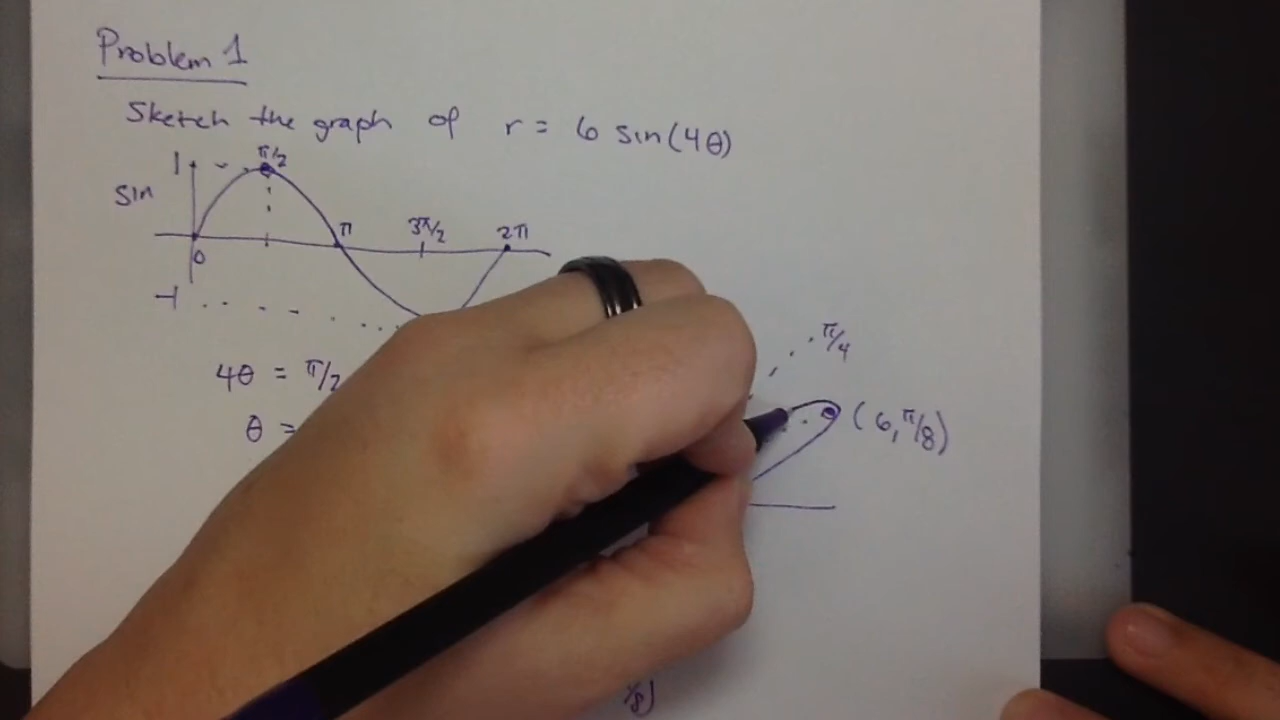 Problem 1
Sketch the graph of r = 6 sin(4θ)
1
π/2
sin
0
π
3π/2
2π
-1
4θ = π/2
θ =
π/4
(6, π/8)
/8)